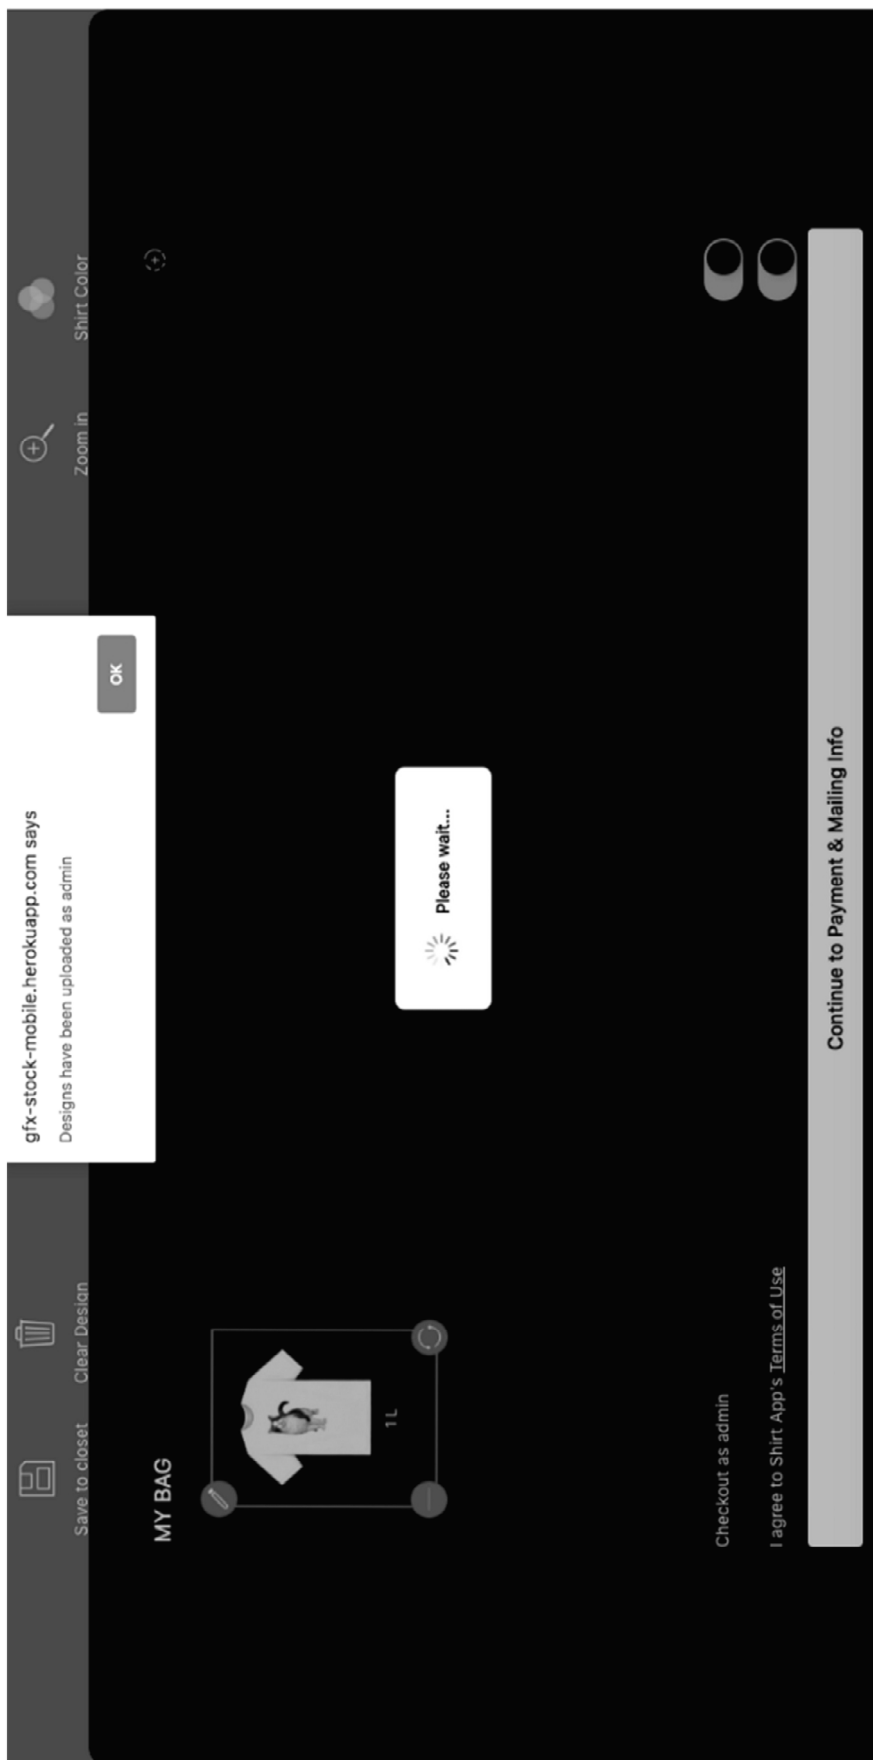 Save to closet
Clear Design
Zoom in
Shirt Color
gfx-stock-mobile.herokuapp.com says
Designs have been uploaded as admin
OK
MY BAG
1 L
Please wait...
Checkout as admin
I agree to Shirt App's Terms of Use
Continue to Payment & Mailing Info